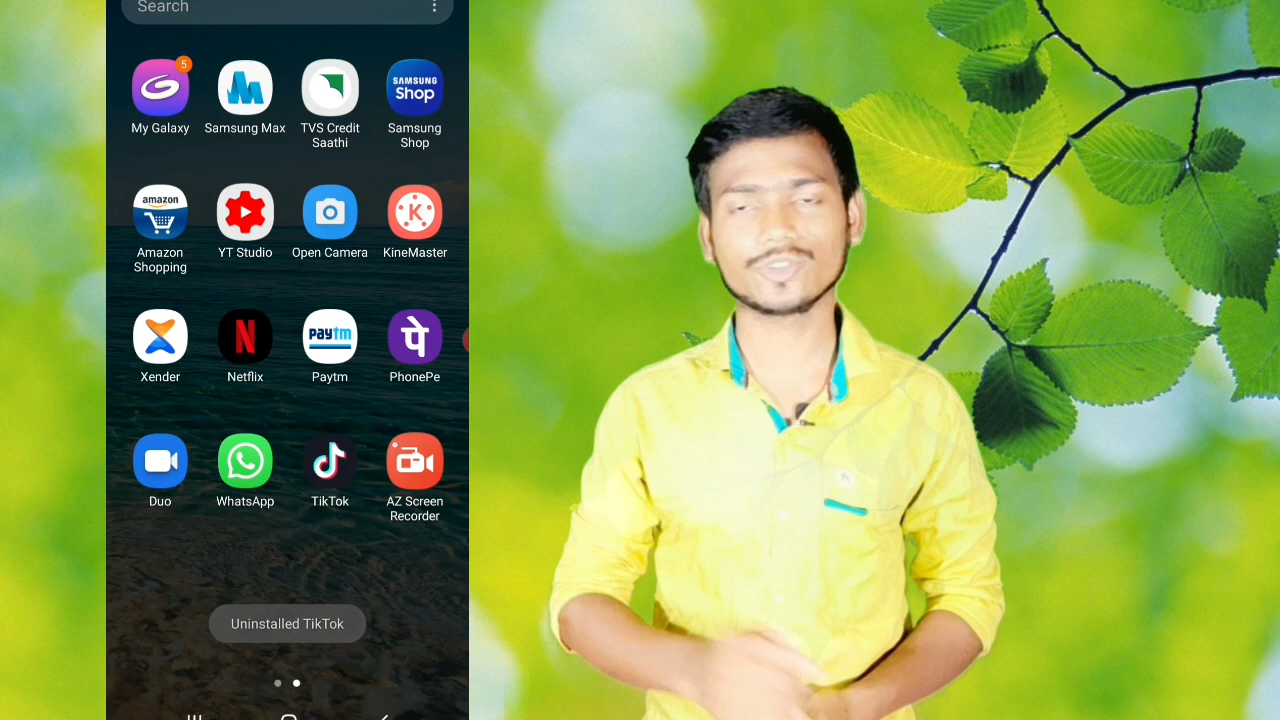 Search
5
My Galaxy
Samsung Max
TVS Credit
Saathi
SAMSUNG
Shop
Samsung
Shop
amazon
Amazon
Shopping
YT Studio
Open Camera
K
KineMaster
Xender
N
Netflix
paytm
Paytm
पे
PhonePe
Duo
WhatsApp
TikTok
AZ Screen
Recorder
Uninstalled TikTok